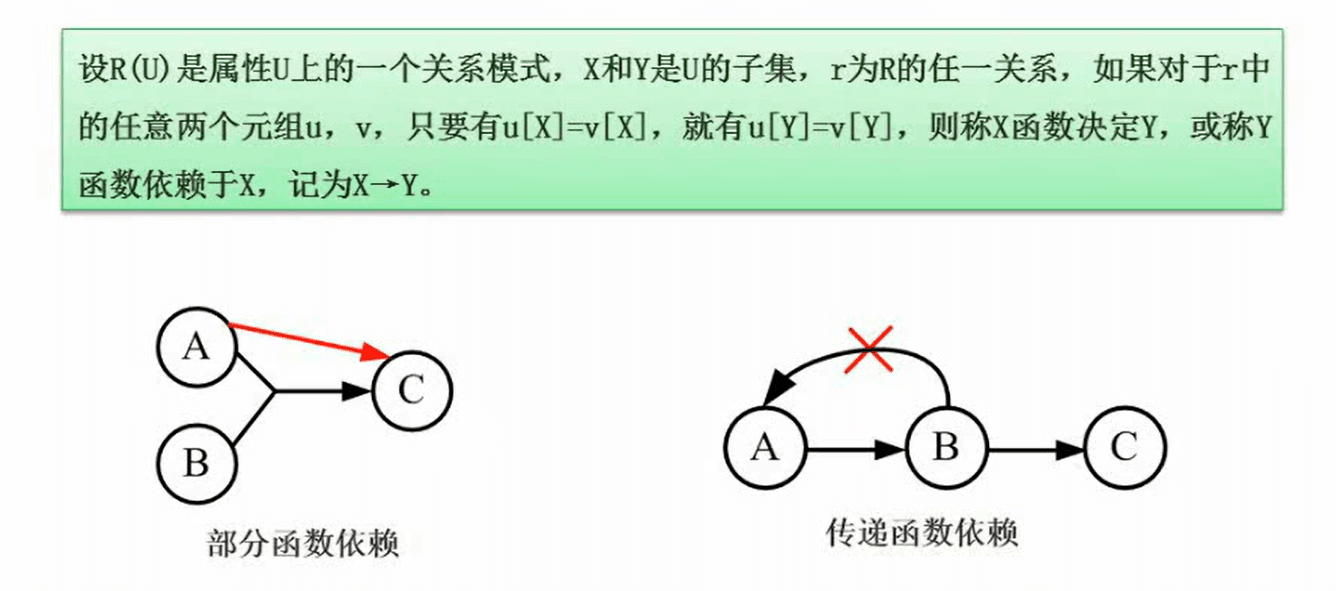 设R(U)是属性U上的一个关系模式，X和Y是U的子集，r为R的任一关系，如果对于r中
的任意两个元组u，v，只要有u[X]=v[X]，就有u[Y]=v[Y]，则称X函数决定Y，或称Y
函数依赖于X，记为X→Y。
A
C
B
部分函数依赖
A
B
C
传递函数依赖